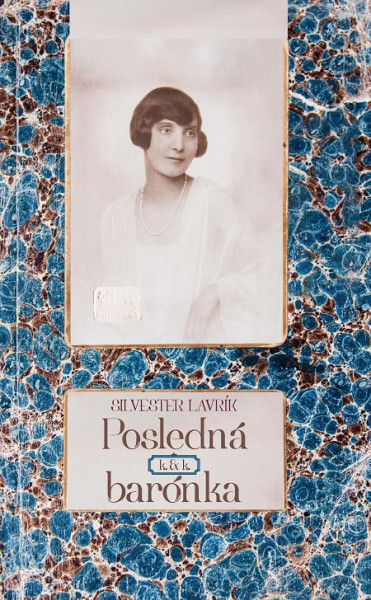 SILVESTER LAVRÍK
Posledná
k. & k.
barónka